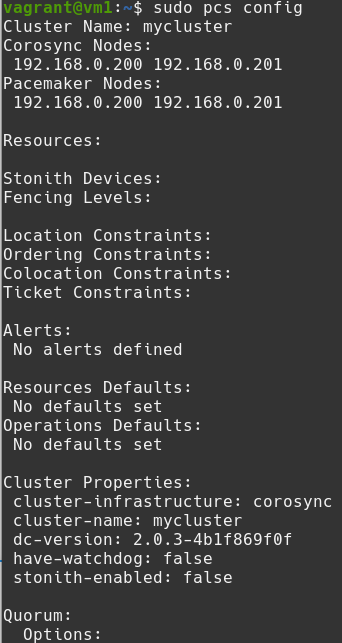 vagrant@vm1:~$ sudo pcs config
Cluster Name: mycluster
Corosync Nodes:
 192.168.0.200 192.168.0.201
Pacemaker Nodes:
 192.168.0.200 192.168.0.201

Resources:

Stonith Devices:
Fencing Levels:

Location Constraints:
Ordering Constraints:
Colocation Constraints:
Ticket Constraints:

Alerts:
 No alerts defined

Resources Defaults:
 No defaults set
Operations Defaults:
 No defaults set

Cluster Properties:
 cluster-infrastructure: corosync
 cluster-name: mycluster
 dc-version: 2.0.3-4b1f869f0f
 have-watchdog: false
 stonith-enabled: false

Quorum:
  Options: